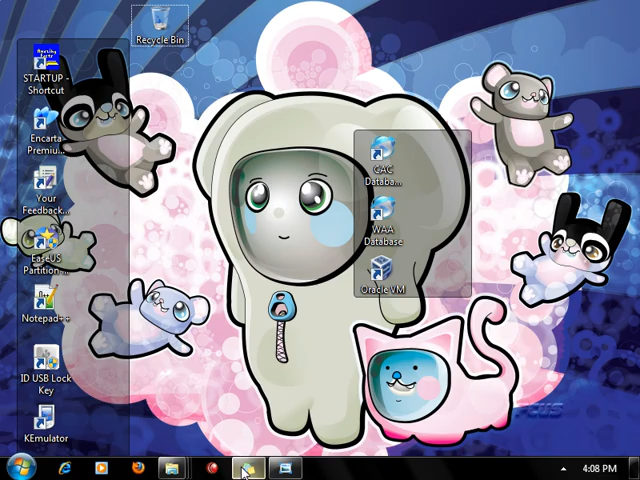 Recycle Bin
STARTUP -
Shortcut
Encarta
Premiu...
Your
Feedback...
EaseUS
Partition ...
Notepad++
ID USB Lock
Key
KEmulator
CAC
Databa...
WAA
Database
Oracle VM
4:08 PM